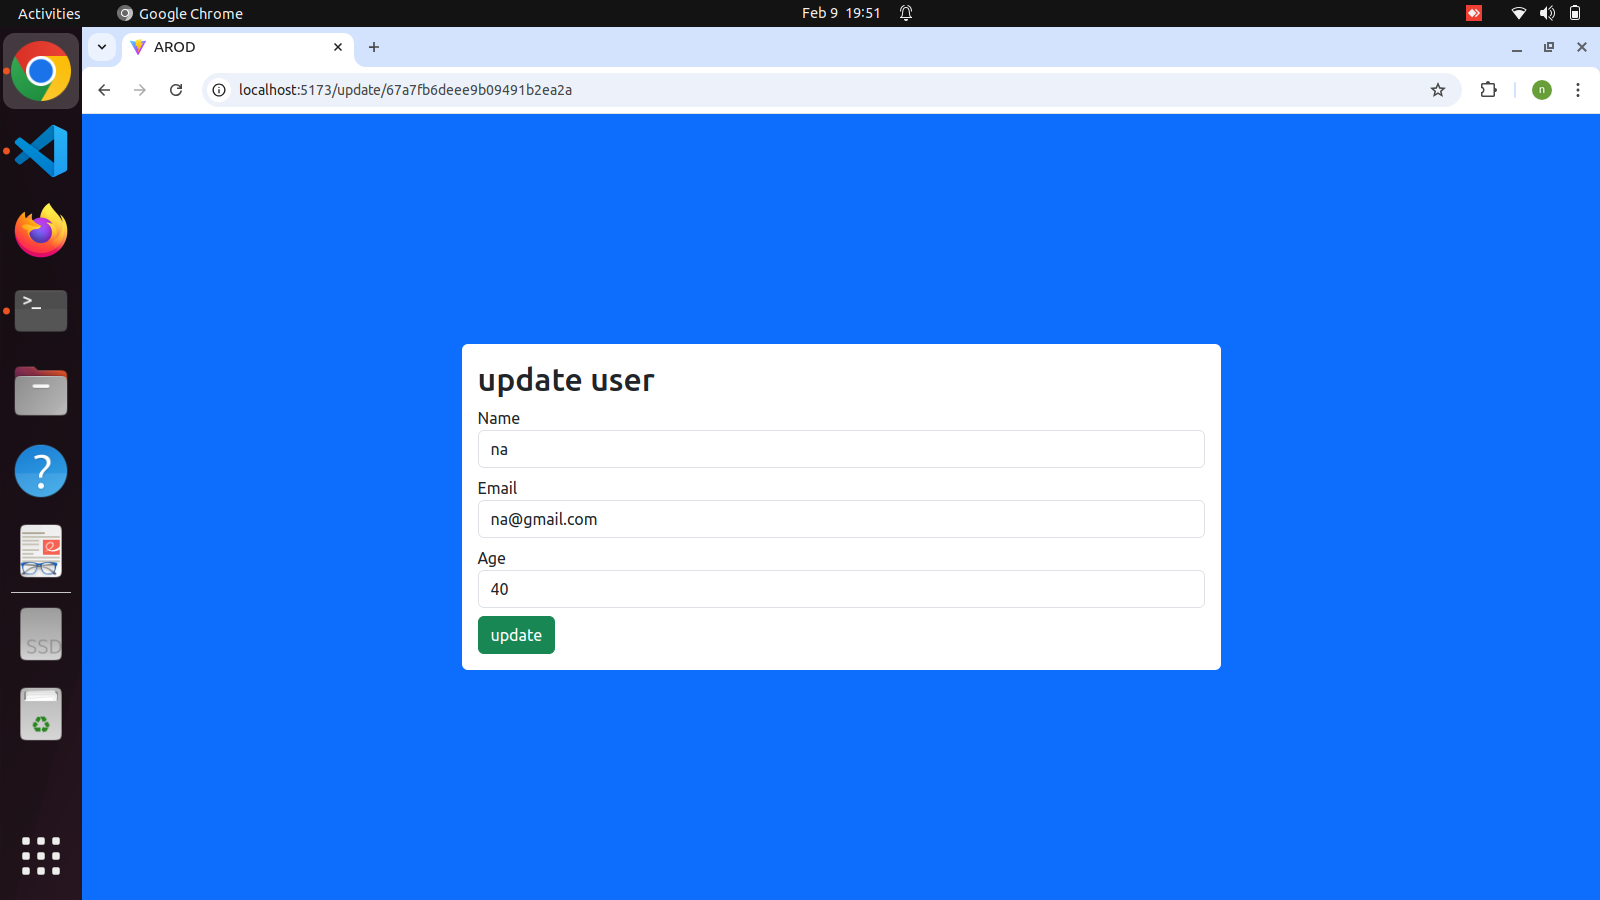 Activities
Google Chrome
Feb 9 19:51
AROD
localhost:5173/update/67a7fb6deee9b09491b2ea2a
n
>_
?
SSD
update user
Name
na
Email
na@gmail.com
Age
40
update